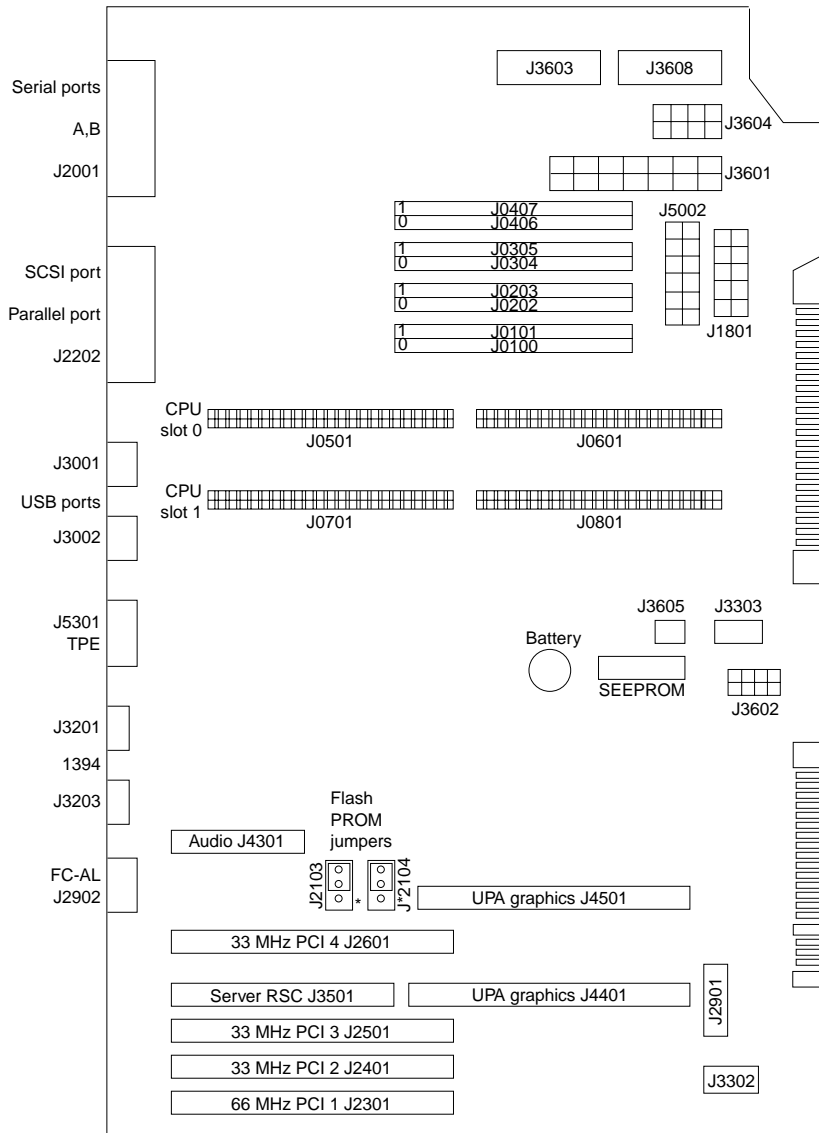 J3603
J3608
Serial ports
A,B
J2001
J3604
J3601
1 J0407
0 J0406
J5002
1 J0305
0 J0304
SCSI port
Parallel port
J2202
1 J0203
0 J0202
1 J0101
0 J0100
J1801
CPU
slot 0
J0501
J0601
J3001
USB ports
J3002
CPU
slot 1
J0701
J0801
J5301
TPE
J3605
J3303
Battery
SEEPROM
J3602
J3201
1394
J3203
Flash
PROM
jumpers
Audio J4301
FC-AL
J2902
J2103
*
J*2104
UPA graphics J4501
33 MHz PCI 4 J2601
Server RSC J3501
UPA graphics J4401
J2901
33 MHz PCI 3 J2501
33 MHz PCI 2 J2401
J3302
66 MHz PCI 1 J2301